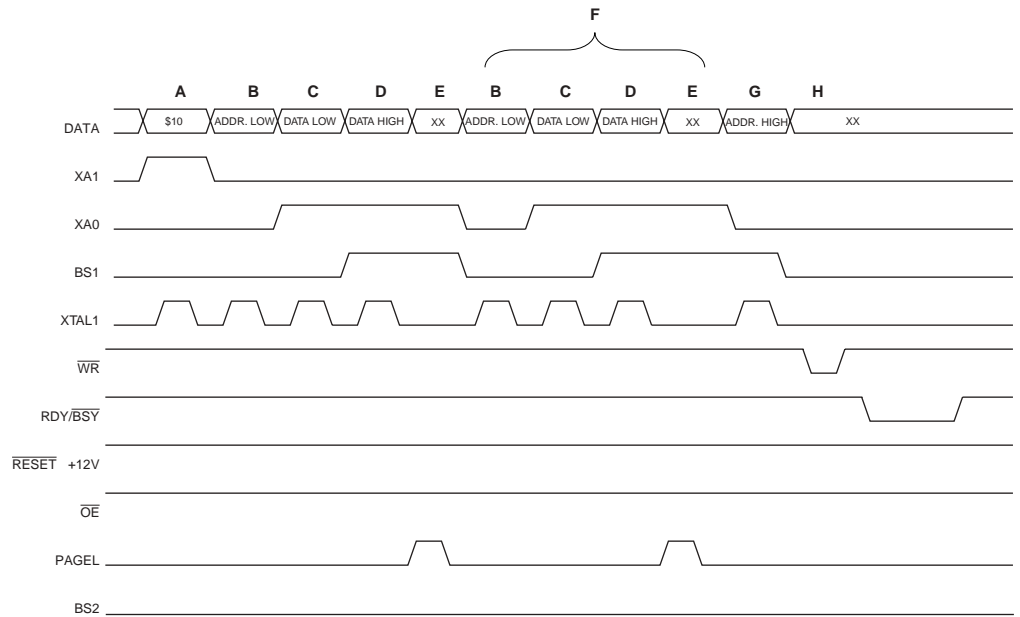 F
A B C D E B C D E G H
DATA $10 ADDR. LOW DATA LOW DATA HIGH XX ADDR. LOW DATA LOW DATA HIGH XX ADDR. HIGH XX
XA1
XA0
BS1
XTAL1
WR
RDY/BSY
RESET +12V
OE
PAGEL
BS2